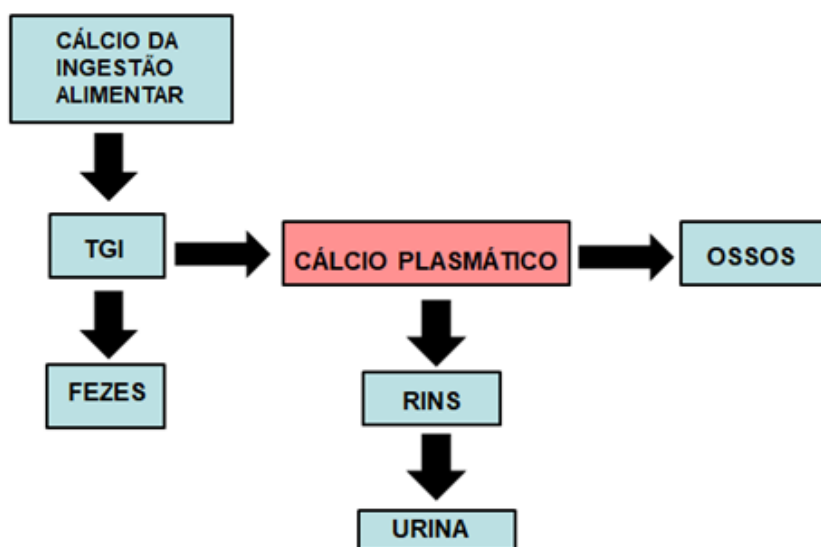 CÁLCIO DA
INGESTÃO
ALIMENTAR
TGI
CÁLCIO PLASMÁTICO
OSSOS
FEZES
RINS
URINA